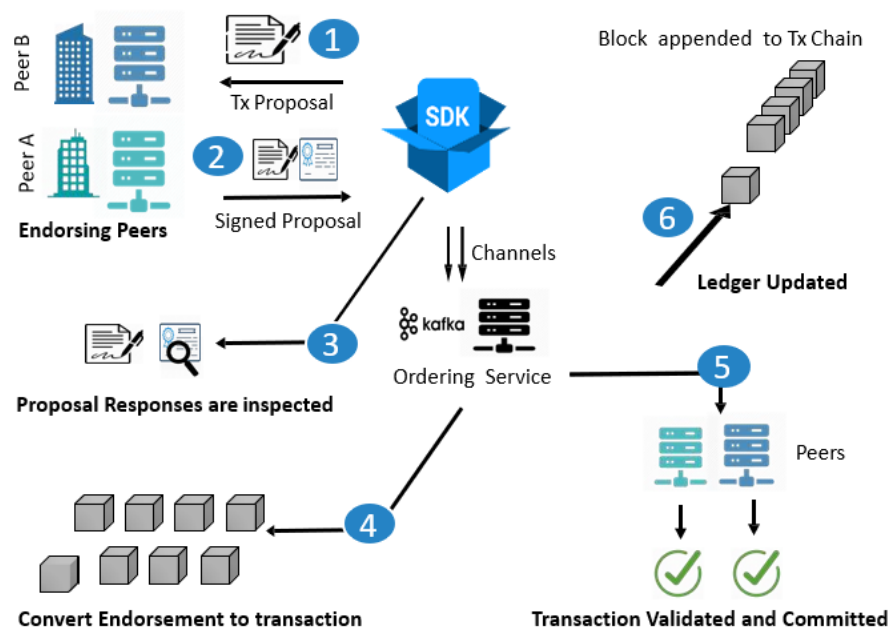 1
Peer B
Tx Proposal
SDK
Block appended to Tx Chain
2
Peer A
Signed Proposal
Endorsing Peers
6
Channels
Ledger Updated
3
kafka
Ordering Service
Proposal Responses are inspected
5
Peers
4
Convert Endorsement to transaction
Transaction Validated and Committed